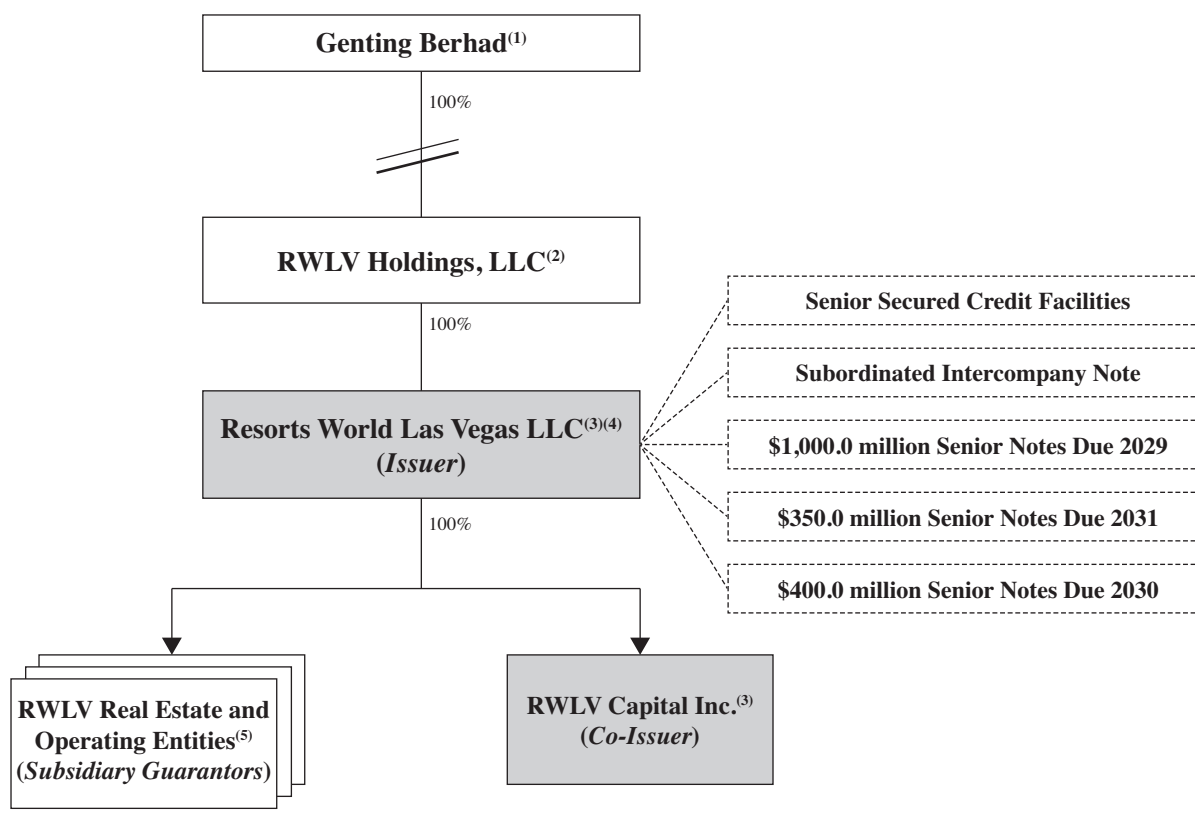 Genting Berhad(1)
100%
RWLV Holdings, LLC(2)
100%
Resorts World Las Vegas LLC(3)(4)
(Issuer)
Senior Secured Credit Facilities
Subordinated Intercompany Note
$1,000.0 million Senior Notes Due 2029
$350.0 million Senior Notes Due 2031
$400.0 million Senior Notes Due 2030
100%
RWLV Real Estate and
Operating Entities(5)
(Subsidiary Guarantors)
RWLV Capital Inc.(3)
(Co-Issuer)